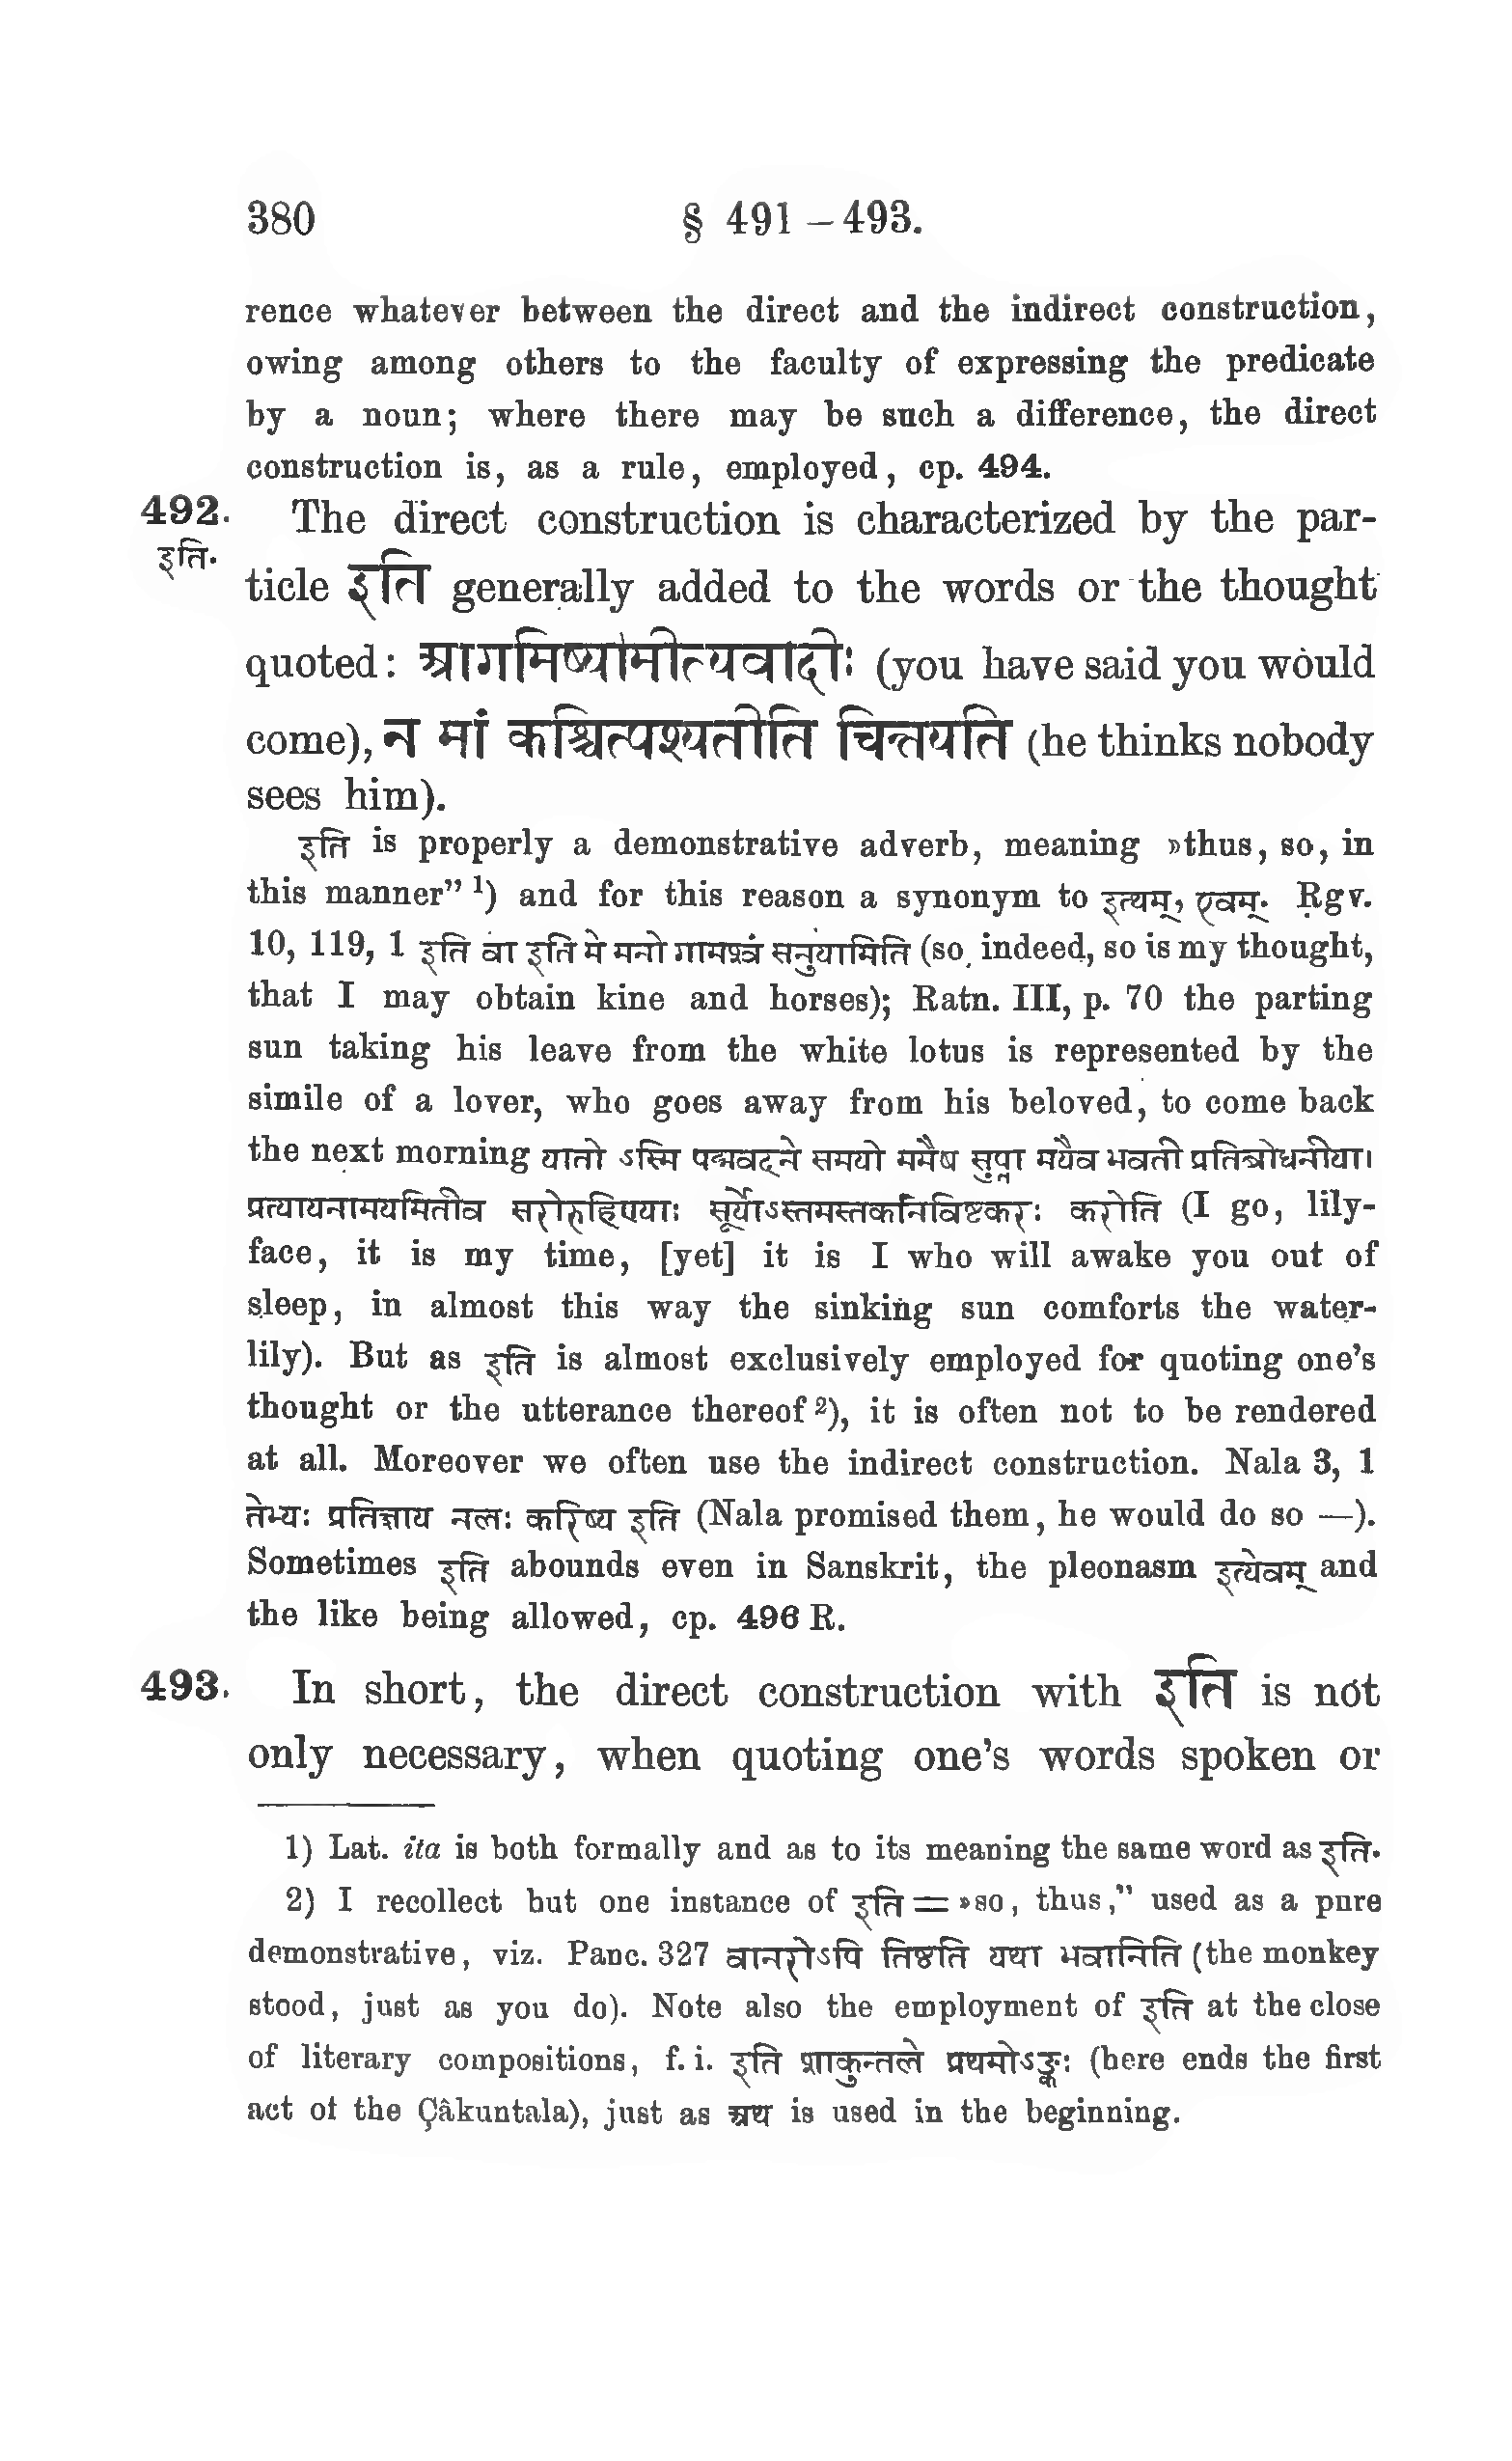 380 § 491 – 493.
rence whatever between the direct and the indirect construction,
owing among others to the faculty of expressing the predicate
by a noun; where there may be such a difference, the direct
construction is, as a rule, employed, cp. 494.
492. The direct construction is characterized by the par-
इति.
ticle इति generally added to the words or the thought
quoted: आगमिष्यामीत्यवादीः (you have said you would
come), न मां कश्चित्पश्यतीति चिन्तयति (he thinks nobody
sees him).
इति is properly a demonstrative adverb, meaning »thus, so, in
this manner” ¹) and for this reason a synonym to इत्थम्, एवम्. Ṛgv.
10, 119, 1 इति वा इति मे मनो गामश्वं सनुयामिति (so indeed, so is my thought,
that I may obtain kine and horses); Ratn. III, p. 70 the parting
sun taking his leave from the white lotus is represented by the
simile of a lover, who goes away from his beloved, to come back
the next morning यातो ऽस्मि पद्मवदने समयो ममैष सुप्ता मयैव भवती प्रतिबोधनीया।
प्रत्यायनामयमितीव सरोरुहिण्याः सूर्योऽस्तमस्तकनिविष्टकरः करोति (I go, lily-
face, it is my time, [yet] it is I who will awake you out of
sleep, in almost this way the sinking sun comforts the water-
lily). But as इति is almost exclusively employed for quoting one’s
thought or the utterance thereof ²), it is often not to be rendered
at all. Moreover we often use the indirect construction. Nala 3, 1
तेभ्यः प्रतिज्ञाय नलः करिष्य इति (Nala promised them, he would do so —).
Sometimes इति abounds even in Sanskrit, the pleonasm इत्येवम् and
the like being allowed, cp. 496 R.
493. In short, the direct construction with इति is not
only necessary, when quoting one’s words spoken or
1) Lat. ita is both formally and as to its meaning the same word as इति.
2) I recollect but one instance of इति = »so, thus,” used as a pure
demonstrative, viz. Panc. 327 वानरोऽपि तिष्ठति यथा भवानिति (the monkey
stood, just as you do). Note also the employment of इति at the close
of literary compositions, f. i. इति शाकुन्तले प्रथमोऽङ्कः (here ends the first
act of the Çâkuntala), just as अथ is used in the beginning.